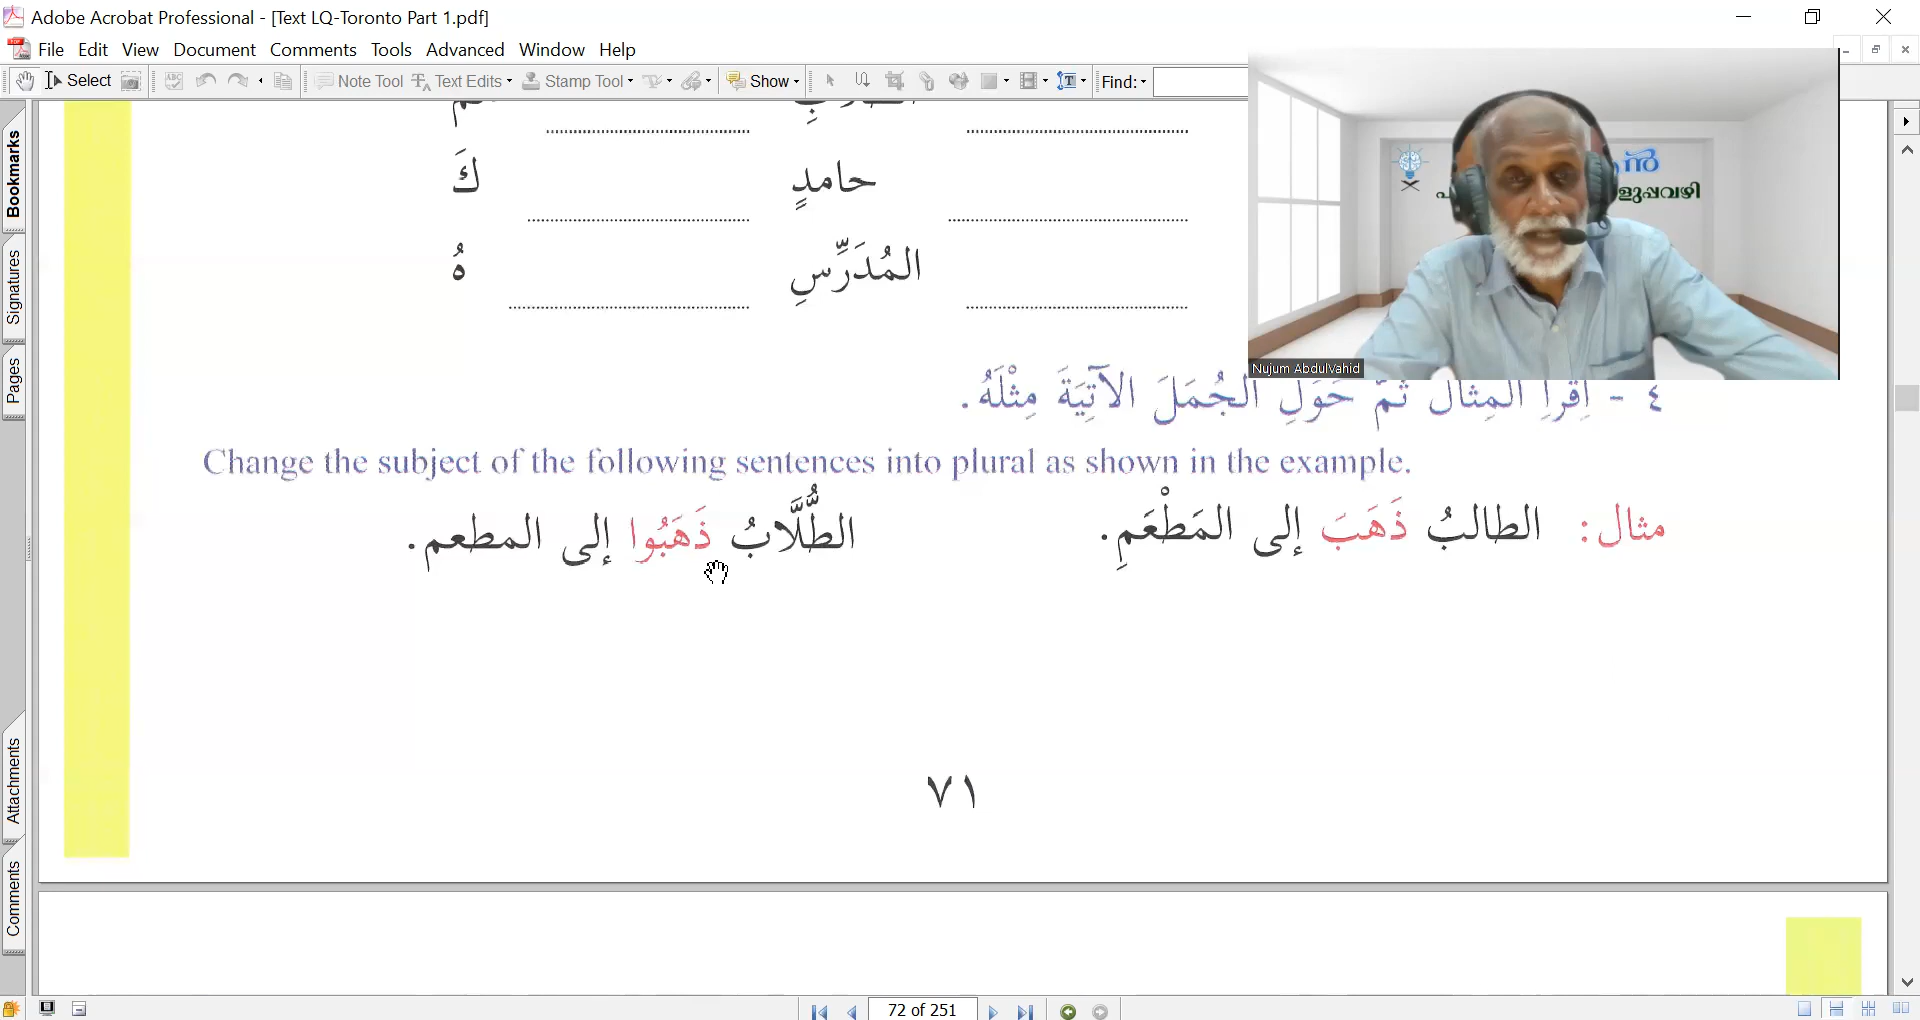 Adobe Acrobat Professional - [Text LQ-Toronto Part 1.pdf]
File Edit View Document Comments Tools Advanced Window Help
Select Note Tool Text Edits Stamp Tool Show Find:
Bookmarks
Signatures
Pages
Attachments
Comments
حامدٍ كَ
المُدَرِّسِ هُ
Nujum AbdulVahid
٤ - اِقْرَأِ المِثالَ ثُمَّ حَوِّلِ الجُمَلَ الآتِيَةَ مِثْلَهُ.
Change the subject of the following sentences into plural as shown in the example.
مثال: الطالبُ ذَهَبَ إلى المَطْعَمِ. الطُّلَّابُ ذَهَبُوا إلى المطعم.
٧١
72 of 251